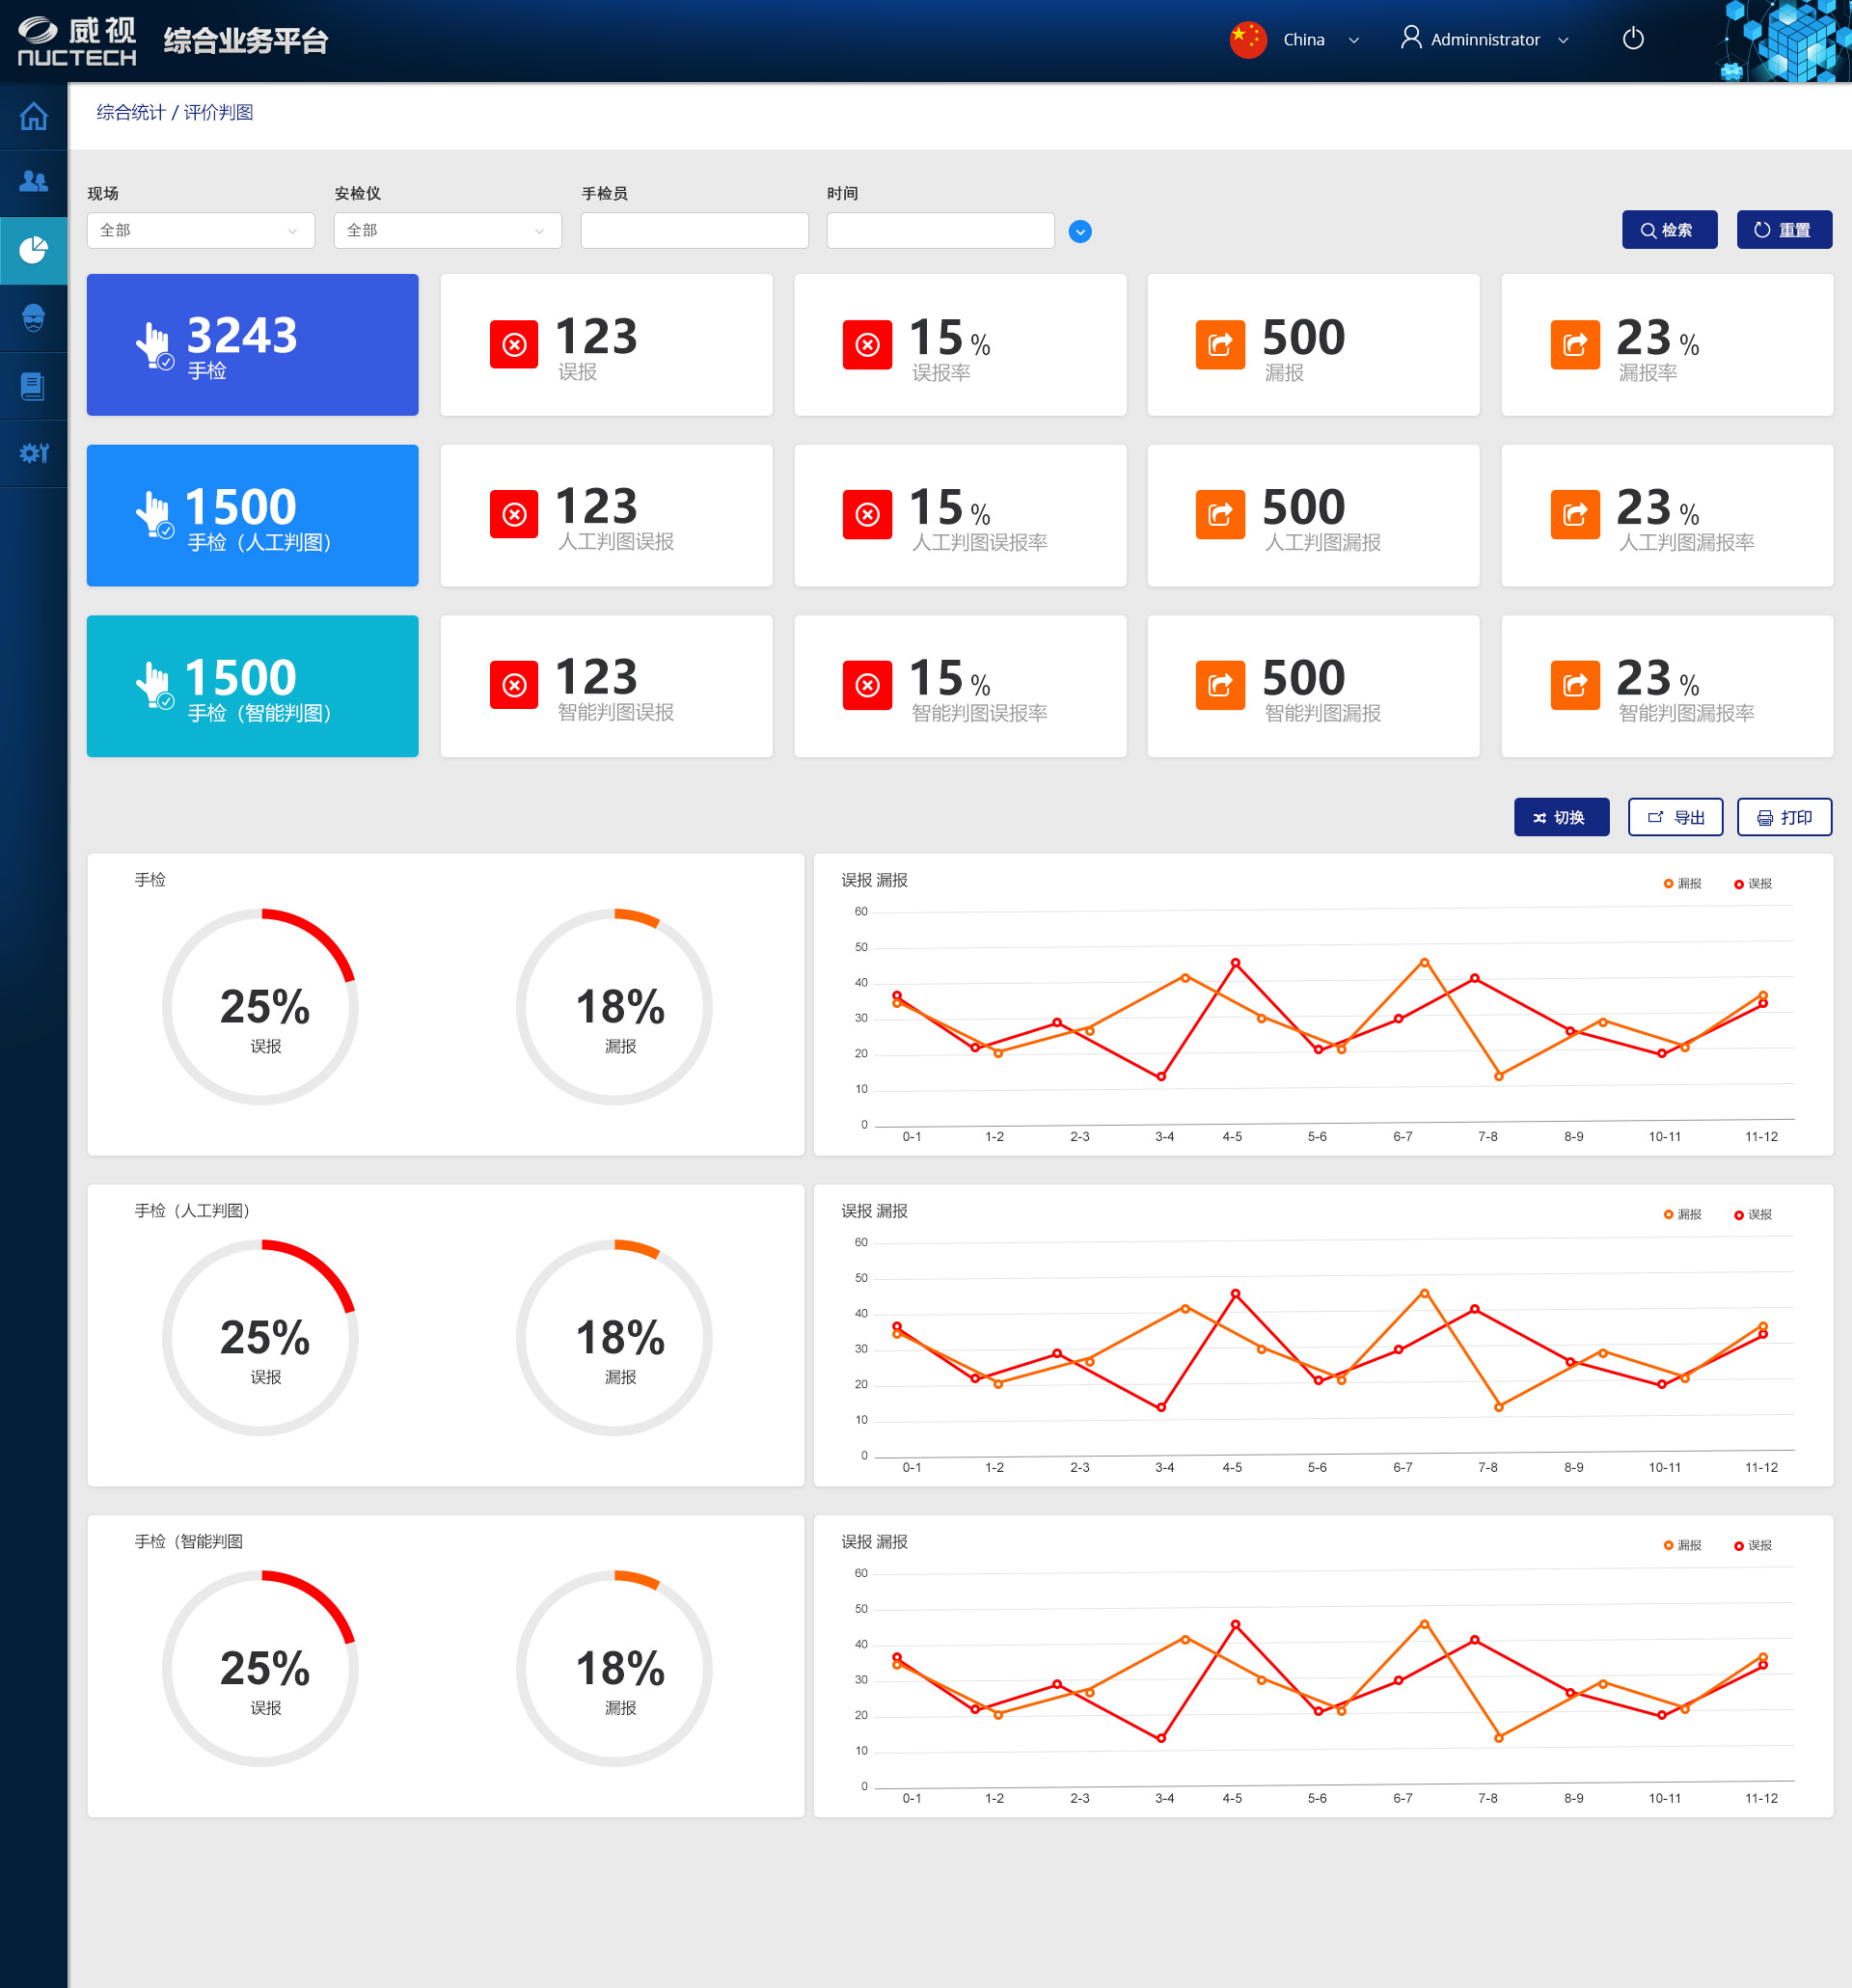 威视
NUCTECH
综合业务平台
China
Adminnistrator
综合统计 / 评价判图
现场
安检仪
手检员
时间
全部
全部
检索
重置
3243
手检
123
误报
15 %
误报率
500
漏报
23 %
漏报率
1500
手检（人工判图）
123
人工判图误报
15 %
人工判图误报率
500
人工判图漏报
23 %
人工判图漏报率
1500
手检（智能判图）
123
智能判图误报
15 %
智能判图误报率
500
智能判图漏报
23 %
智能判图漏报率
切换
导出
打印
手检
25%
误报
18%
漏报
误报 漏报
漏报
误报
60
50
40
30
20
10
0
0-1 1-2 2-3 3-4 4-5 5-6 6-7 7-8 8-9 10-11 11-12
手检（人工判图）
25%
误报
18%
漏报
误报 漏报
漏报
误报
60
50
40
30
20
10
0
0-1 1-2 2-3 3-4 4-5 5-6 6-7 7-8 8-9 10-11 11-12
手检（智能判图
25%
误报
18%
漏报
误报 漏报
漏报
误报
60
50
40
30
20
10
0
0-1 1-2 2-3 3-4 4-5 5-6 6-7 7-8 8-9 10-11 11-12